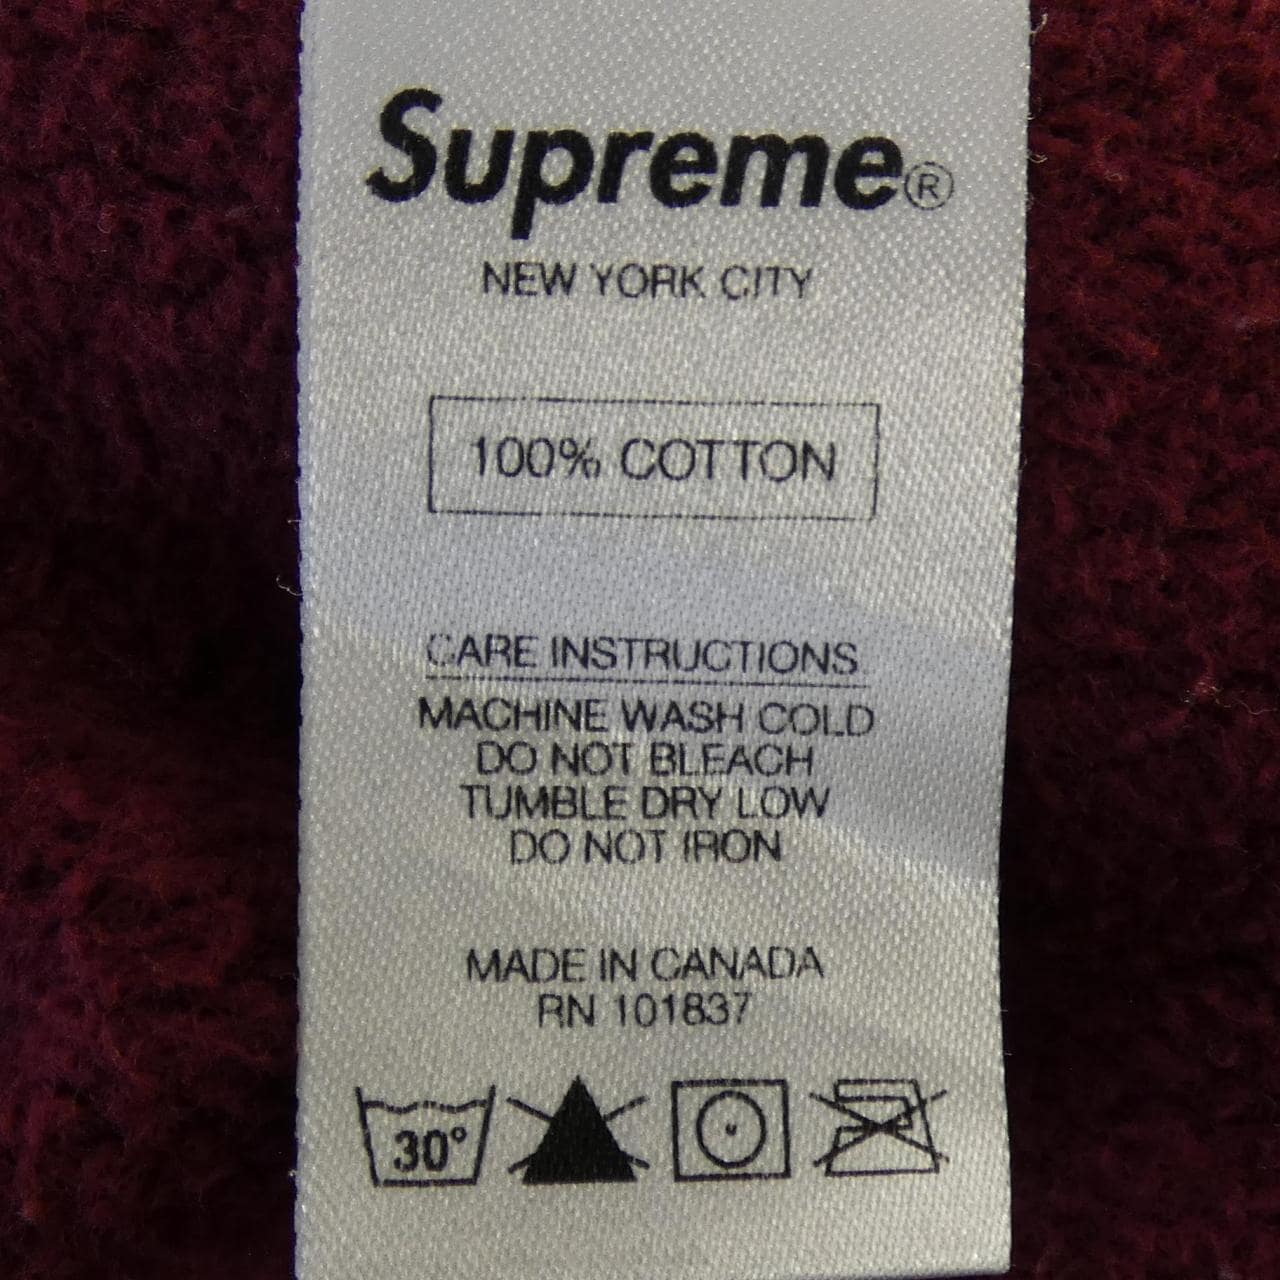 Supreme®
NEW YORK CITY
100% COTTON
CARE INSTRUCTIONS
MACHINE WASH COLD
DO NOT BLEACH
TUMBLE DRY LOW
DO NOT IRON
MADE IN CANADA
RN 101837
30°